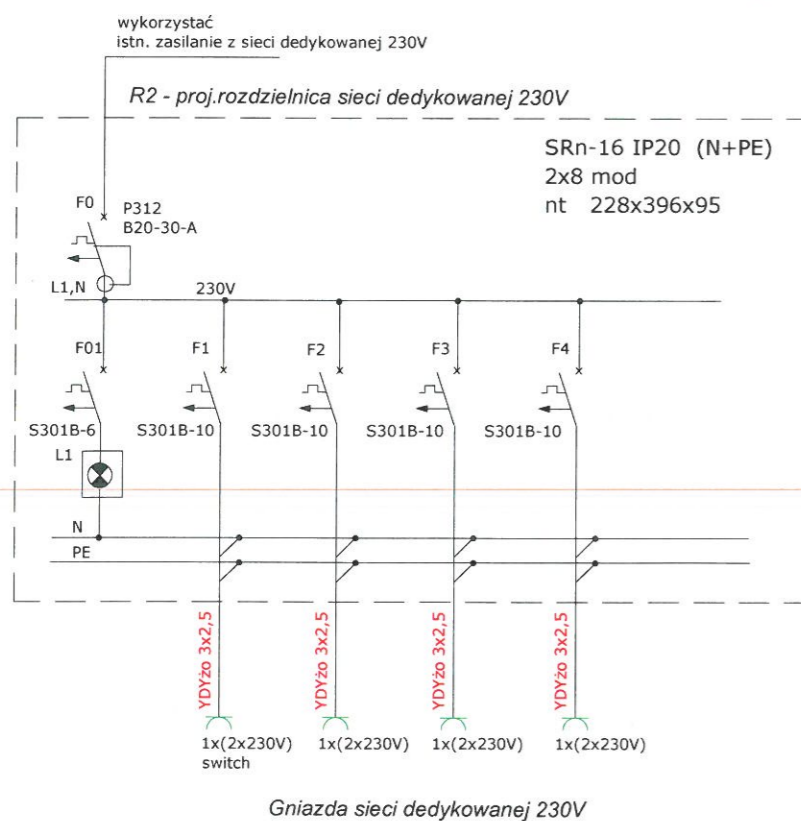 wykorzystać
istn. zasilanie z sieci dedykowanej 230V
R2 - proj.rozdzielnica sieci dedykowanej 230V
SRn-16 IP20 (N+PE)
2x8 mod
nt 228x396x95
F0
P312
B20-30-A
L1,N
230V
F01
F1
F2
F3
F4
S301B-6
S301B-10
S301B-10
S301B-10
S301B-10
L1
N
PE
YDYżo 3x2,5
YDYżo 3x2,5
YDYżo 3x2,5
YDYżo 3x2,5
1x(2x230V)
switch
1x(2x230V)
1x(2x230V)
1x(2x230V)
Gniazda sieci dedykowanej 230V